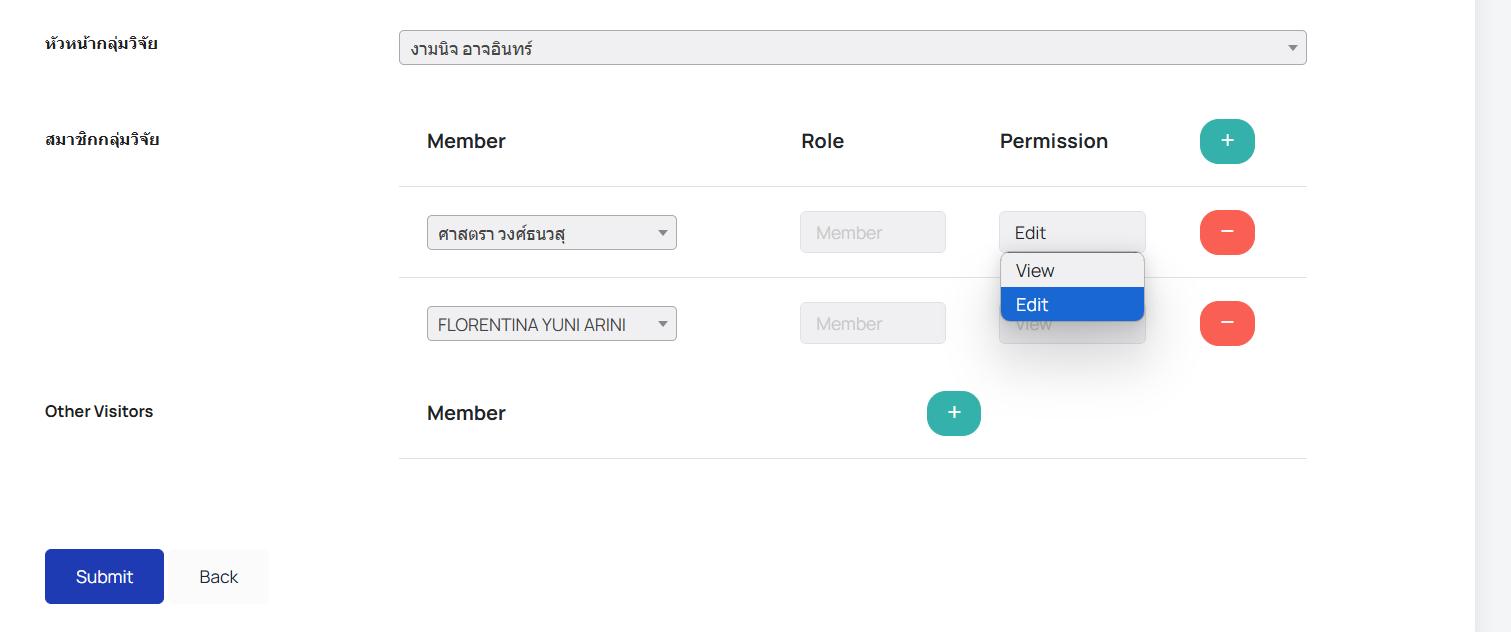 หัวหน้ากลุ่มวิจัย
งามนิจ อาจอินทร์
สมาชิกกลุ่มวิจัย
Member Role Permission +
ศาสตรา วงศ์ธนวสุ Member Edit −
View
Edit
FLORENTINA YUNI ARINI Member View −
Other Visitors Member +
Submit Back